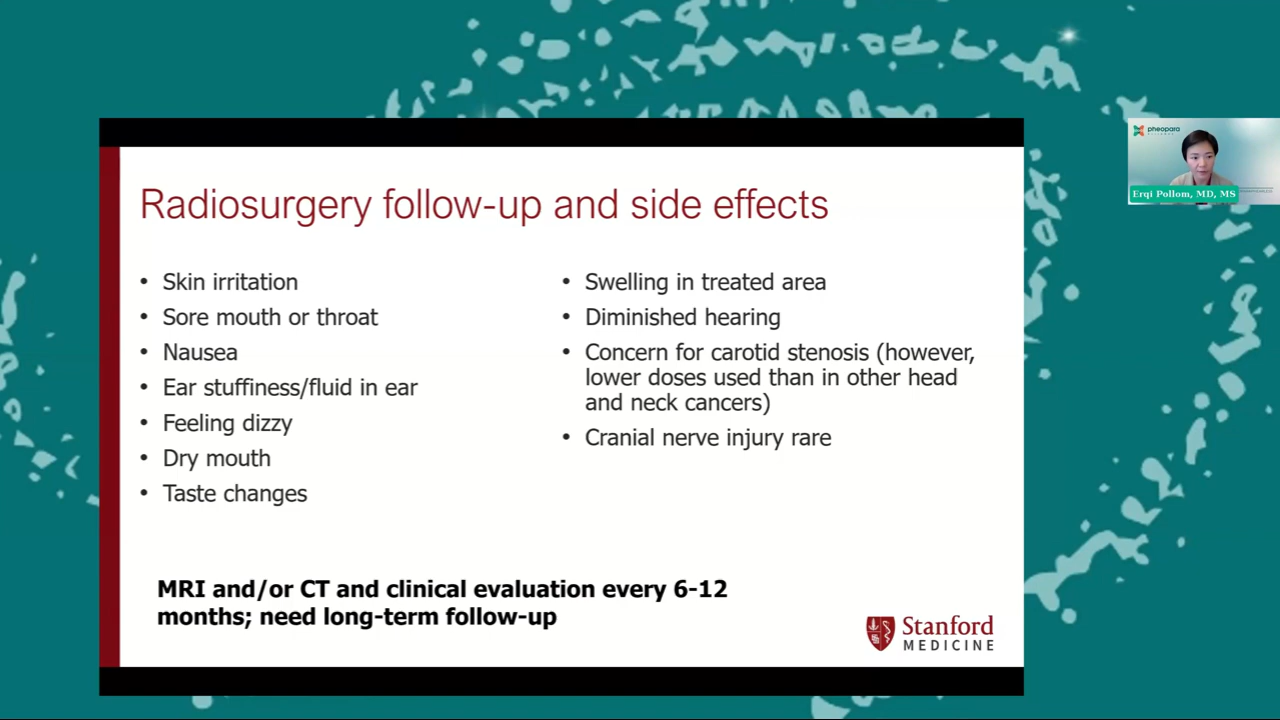 Radiosurgery follow-up and side effects
• Skin irritation
• Sore mouth or throat
• Nausea
• Ear stuffiness/fluid in ear
• Feeling dizzy
• Dry mouth
• Taste changes
• Swelling in treated area
• Diminished hearing
• Concern for carotid stenosis (however,
lower doses used than in other head
and neck cancers)
• Cranial nerve injury rare
MRI and/or CT and clinical evaluation every 6-12
months; need long-term follow-up
Stanford
MEDICINE
pheopara
Erqi Pollom, MD, MS